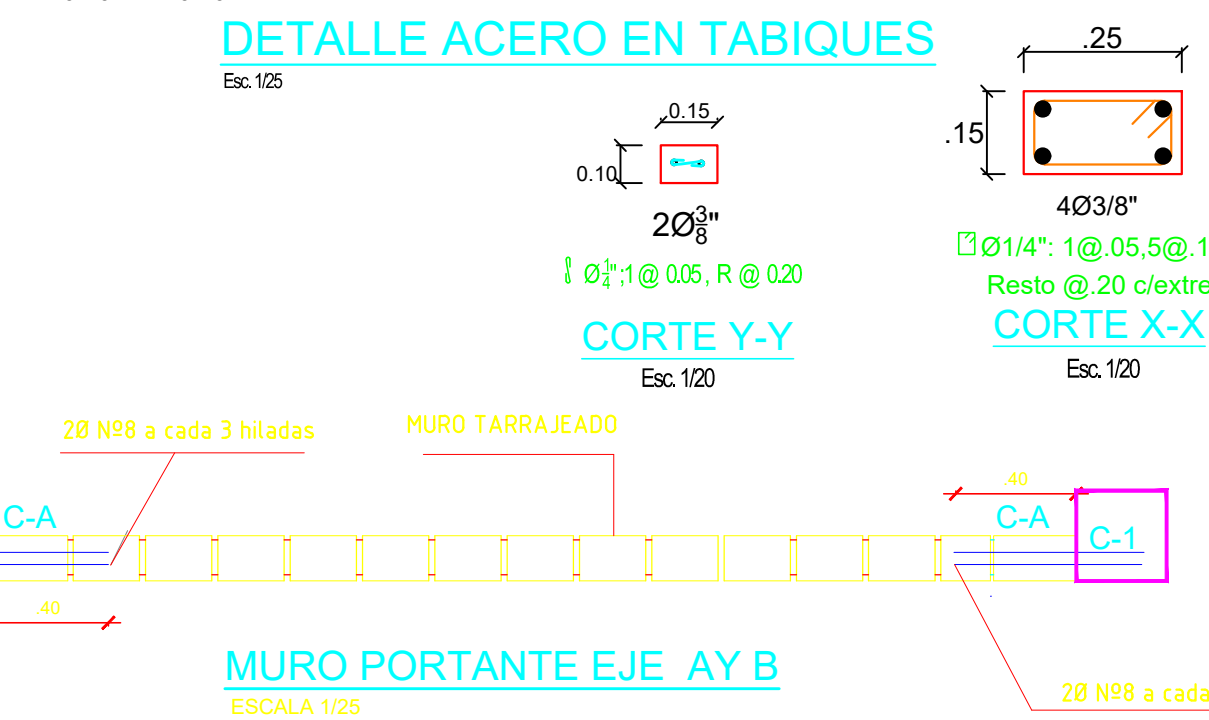 DETALLE ACERO EN TABIQUES
Esc. 1/25
.25
.15
4Ø3/8"
Ø1/4": 1@.05,5@.1
Resto @.20 c/extre
CORTE X-X
Esc. 1/20
0.15
0.10
2Ø3/8"
Ø1/4";1@ 0.05, R @ 0.20
CORTE Y-Y
Esc. 1/20
2Ø Nº8 a cada 3 hiladas
MURO TARRAJEADO
.40
C-A
C-A
C-1
.40
MURO PORTANTE EJE AY B
ESCALA 1/25
2Ø Nº8 a cada